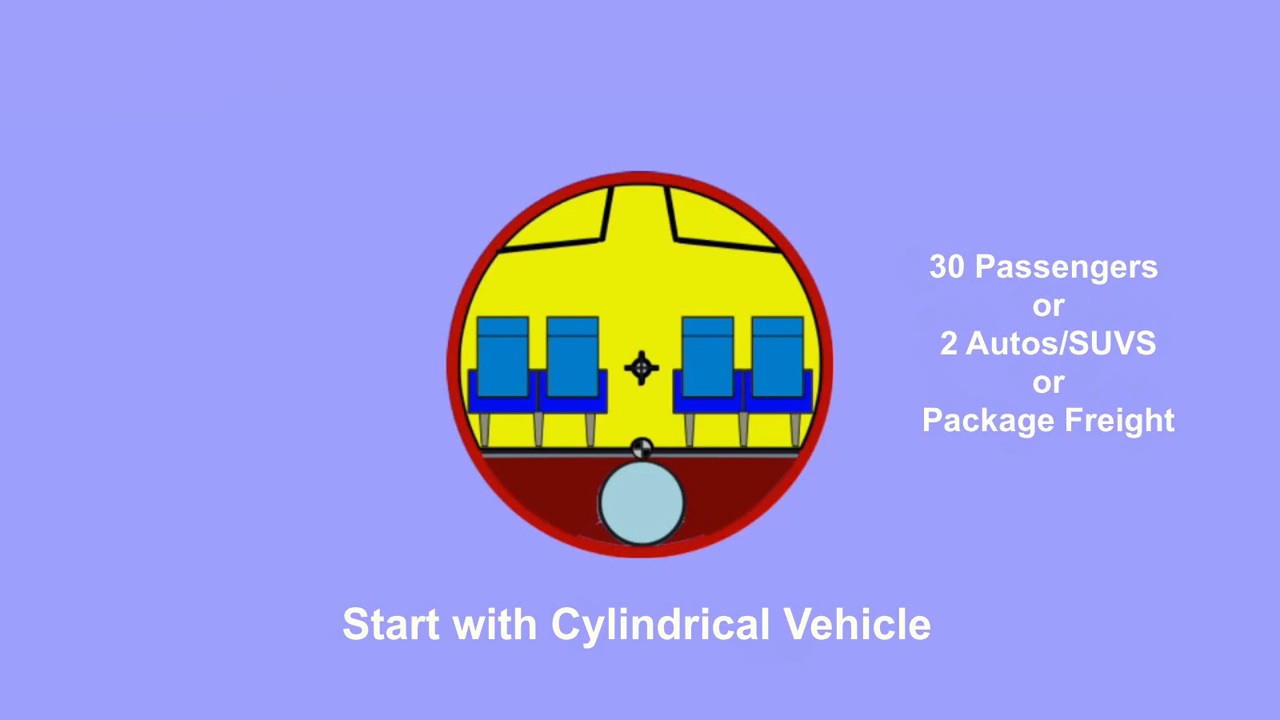 30 Passengers
or
2 Autos/SUVS
or
Package Freight
Start with Cylindrical Vehicle